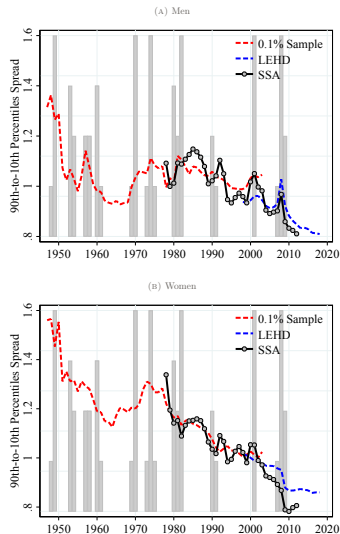 (A) Men
90th-to-10th Percentiles Spread
1.6
1.4
1.2
1
.8
0.1% Sample
LEHD
SSA
1950 1960 1970 1980 1990 2000 2010 2020
(B) Women
90th-to-10th Percentiles Spread
1.6
1.4
1.2
1
.8
0.1% Sample
LEHD
SSA
1950 1960 1970 1980 1990 2000 2010 2020